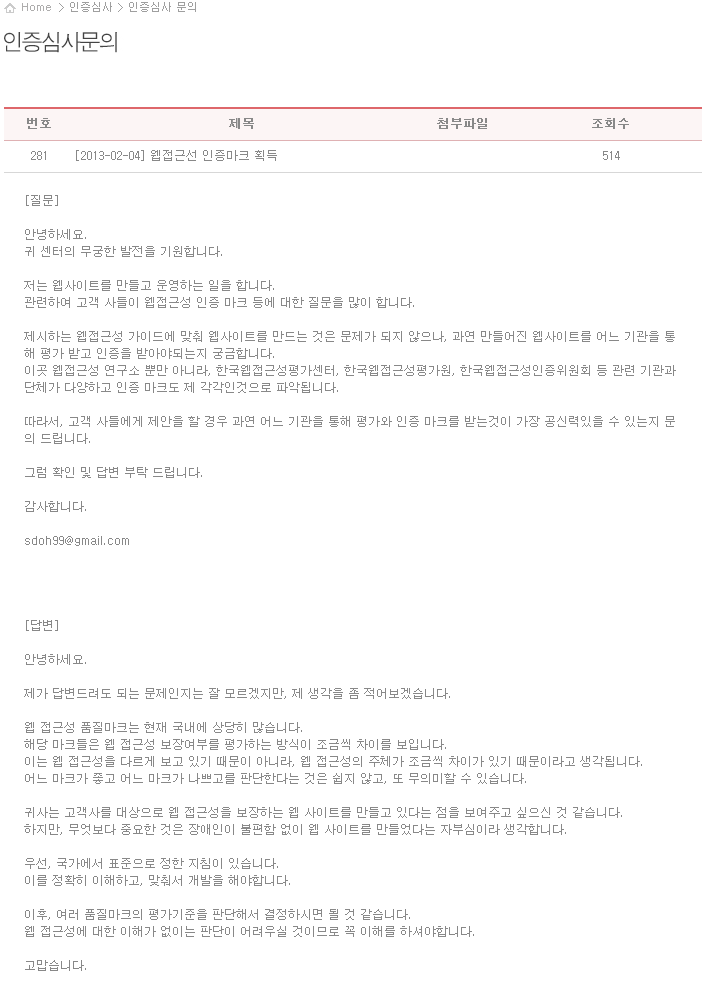 Home > 인증심사 > 인증심사 문의
인증심사문의
번호 제목 첨부파일 조회수
281 [2013-02-04] 웹접근선 인증마크 획득 514
[질문]
안녕하세요.
귀 센터의 무궁한 발전을 기원합니다.
저는 웹사이트를 만들고 운영하는 일을 합니다.
관련하여 고객 사들이 웹접근성 인증 마크 등에 대한 질문을 많이 합니다.
제시하는 웹접근성 가이드에 맞춰 웹사이트를 만드는 것은 문제가 되지 않으나, 과연 만들어진 웹사이트를 어느 기관을 통
해 평가 받고 인증을 받아야되는지 궁금합니다.
이곳 웹접근성 연구소 뿐만 아니라, 한국웹접근성평가센터, 한국웹접근성평가원, 한국웹접근성인증위원회 등 관련 기관과
단체가 다양하고 인증 마크도 제 각각인것으로 파악됩니다.
따라서, 고객 사들에게 제안을 할 경우 과연 어느 기관을 통해 평가와 인증 마크를 받는것이 가장 공신력있을 수 있는지 문
의 드립니다.
그럼 확인 및 답변 부탁 드립니다.
감사합니다.
sdoh99@gmail.com
[답변]
안녕하세요.
제가 답변드려도 되는 문제인지는 잘 모르겠지만, 제 생각을 좀 적어보겠습니다.
웹 접근성 품질마크는 현재 국내에 상당히 많습니다.
해당 마크들은 웹 접근성 보장여부를 평가하는 방식이 조금씩 차이를 보입니다.
이는 웹 접근성을 다르게 보고 있기 때문이 아니라, 웹 접근성의 주체가 조금씩 차이가 있기 때문이라고 생각됩니다.
어느 마크가 좋고 어느 마크가 나쁘고를 판단한다는 것은 쉽지 않고, 또 무의미할 수 있습니다.
귀사는 고객사를 대상으로 웹 접근성을 보장하는 웹 사이트를 만들고 있다는 점을 보여주고 싶으신 것 같습니다.
하지만, 무엇보다 중요한 것은 장애인이 불편함 없이 웹 사이트를 만들었다는 자부심이라 생각합니다.
우선, 국가에서 표준으로 정한 지침이 있습니다.
이를 정확히 이해하고, 맞춰서 개발을 해야합니다.
이후, 여러 품질마크의 평가기준을 판단해서 결정하시면 될 것 같습니다.
웹 접근성에 대한 이해가 없이는 판단이 어려우실 것이므로 꼭 이해를 하셔야합니다.
고맙습니다.